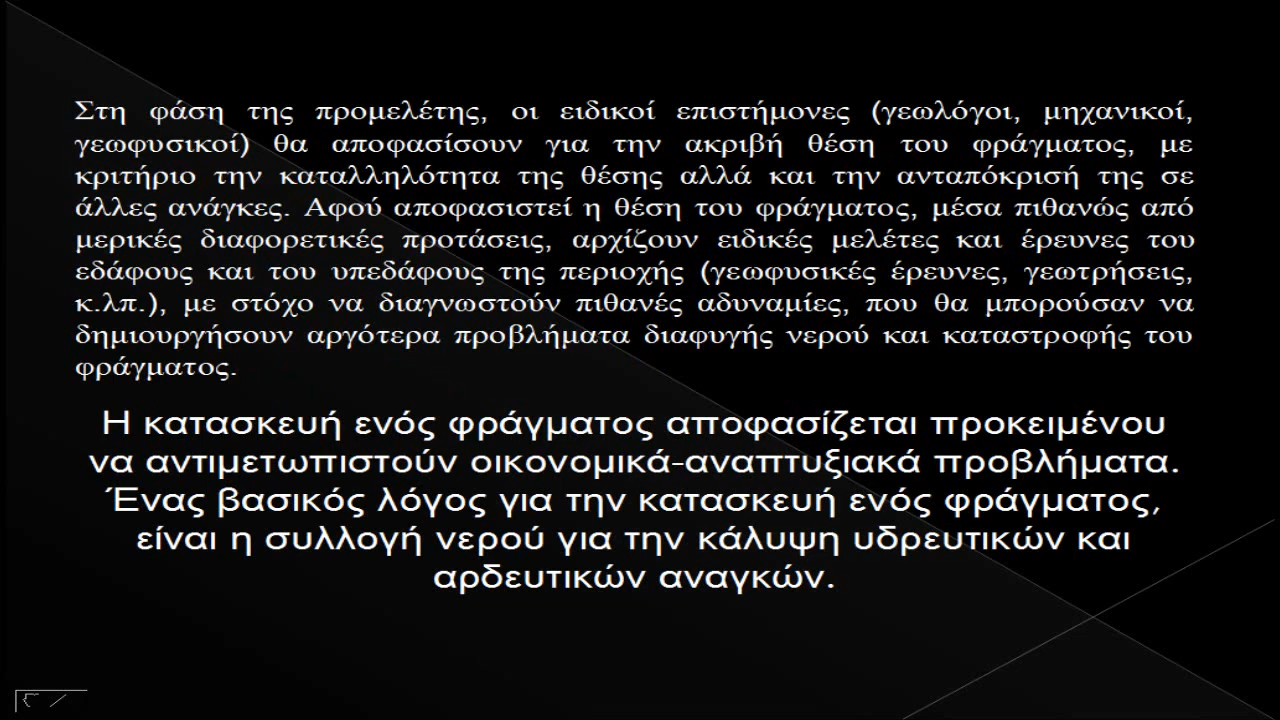 Στη φάση της προμελέτης, οι ειδικοί επιστήμονες (γεωλόγοι, μηχανικοί,
γεωφυσικοί) θα αποφασίσουν για την ακριβή θέση του φράγματος, με
κριτήριο την καταλληλότητα της θέσης αλλά και την ανταπόκρισή της σε
άλλες ανάγκες. Αφού αποφασιστεί η θέση του φράγματος, μέσα πιθανώς από
μερικές διαφορετικές προτάσεις, αρχίζουν ειδικές μελέτες και έρευνες του
εδάφους και του υπεδάφους της περιοχής (γεωφυσικές έρευνες, γεωτρήσεις,
κ.λπ.), με στόχο να διαγνωστούν πιθανές αδυναμίες, που θα μπορούσαν να
δημιουργήσουν αργότερα προβλήματα διαφυγής νερού και καταστροφής του
φράγματος.
Η κατασκευή ενός φράγματος αποφασίζεται προκειμένου
να αντιμετωπιστούν οικονομικά-αναπτυξιακά προβλήματα.
Ένας βασικός λόγος για την κατασκευή ενός φράγματος,
είναι η συλλογή νερού για την κάλυψη υδρευτικών και
αρδευτικών αναγκών.